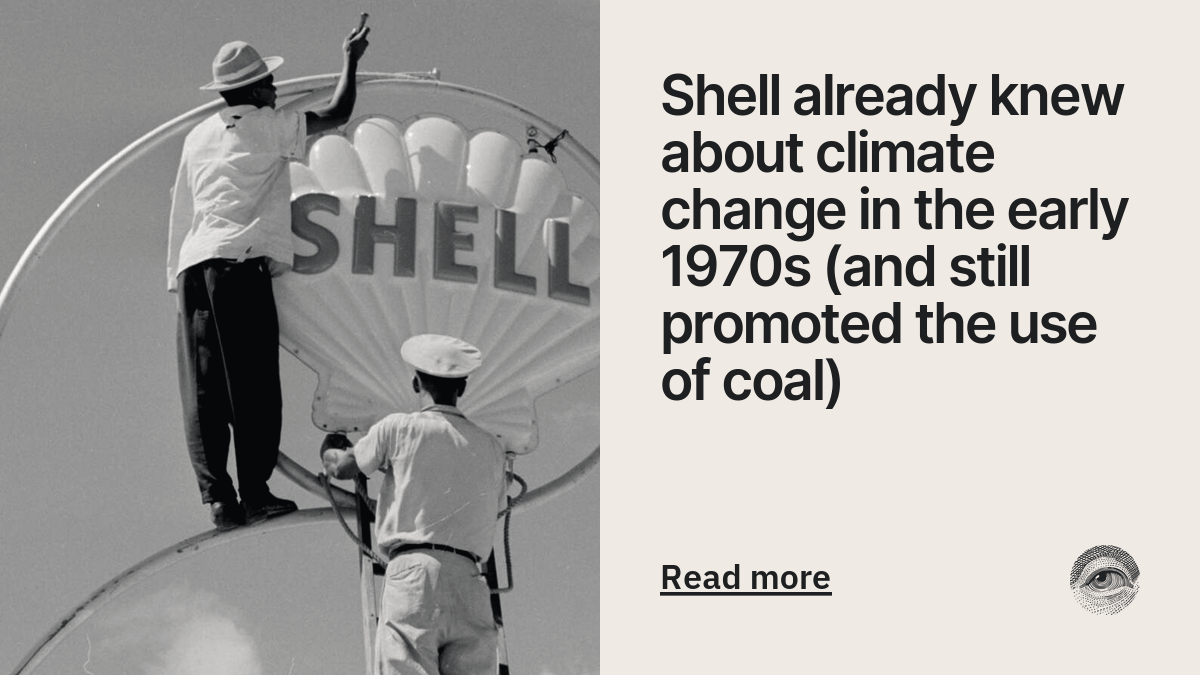 SHELL
Shell already knew
about climate
change in the early
1970s (and still
promoted the use
of coal)
Read more